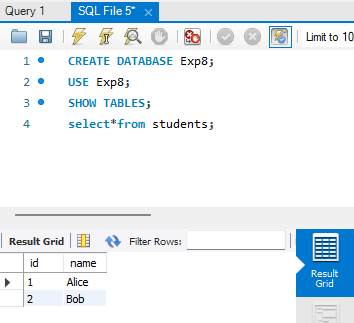 Query 1 SQL File 5*
Limit to 10
1 CREATE DATABASE Exp8;
2 USE Exp8;
3 SHOW TABLES;
4 select*from students;
Result Grid Filter Rows:
id name
1 Alice
2 Bob
Result
Grid